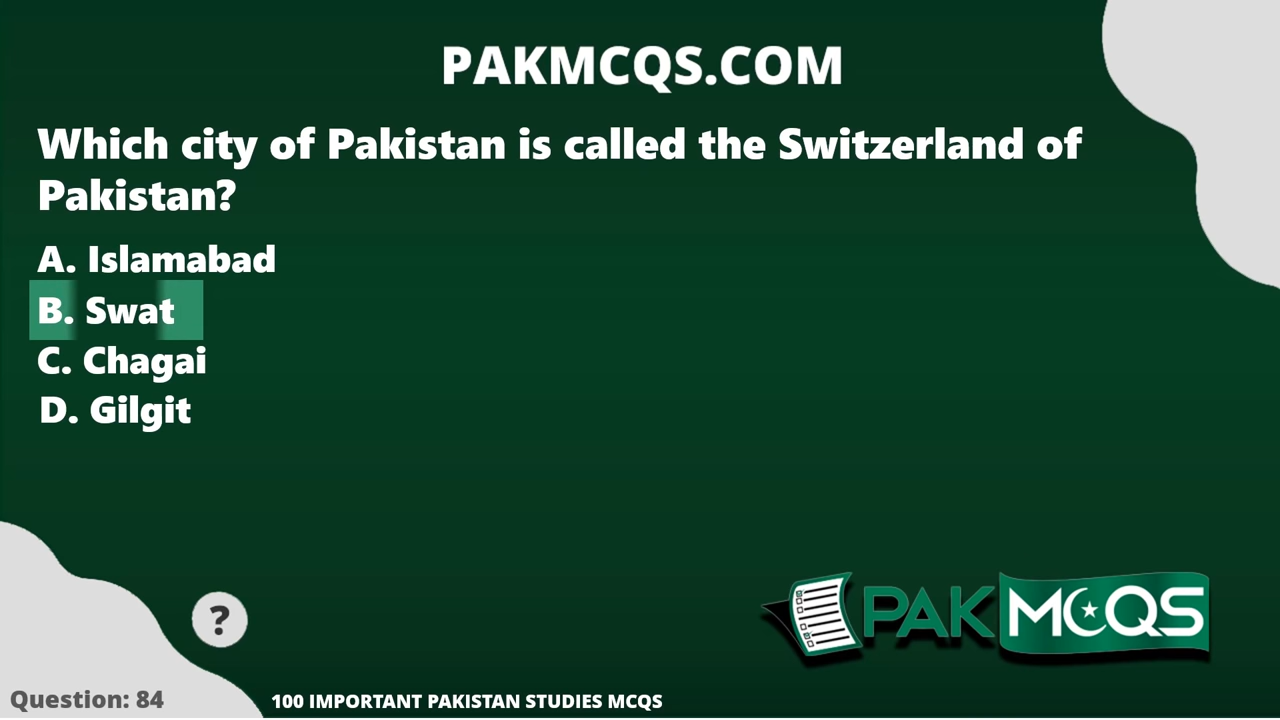 PAKMCQS.COM
Which city of Pakistan is called the Switzerland of
Pakistan?
A. Islamabad
B. Swat
C. Chagai
D. Gilgit
?
PAKMCQS
Question: 84
100 IMPORTANT PAKISTAN STUDIES MCQS